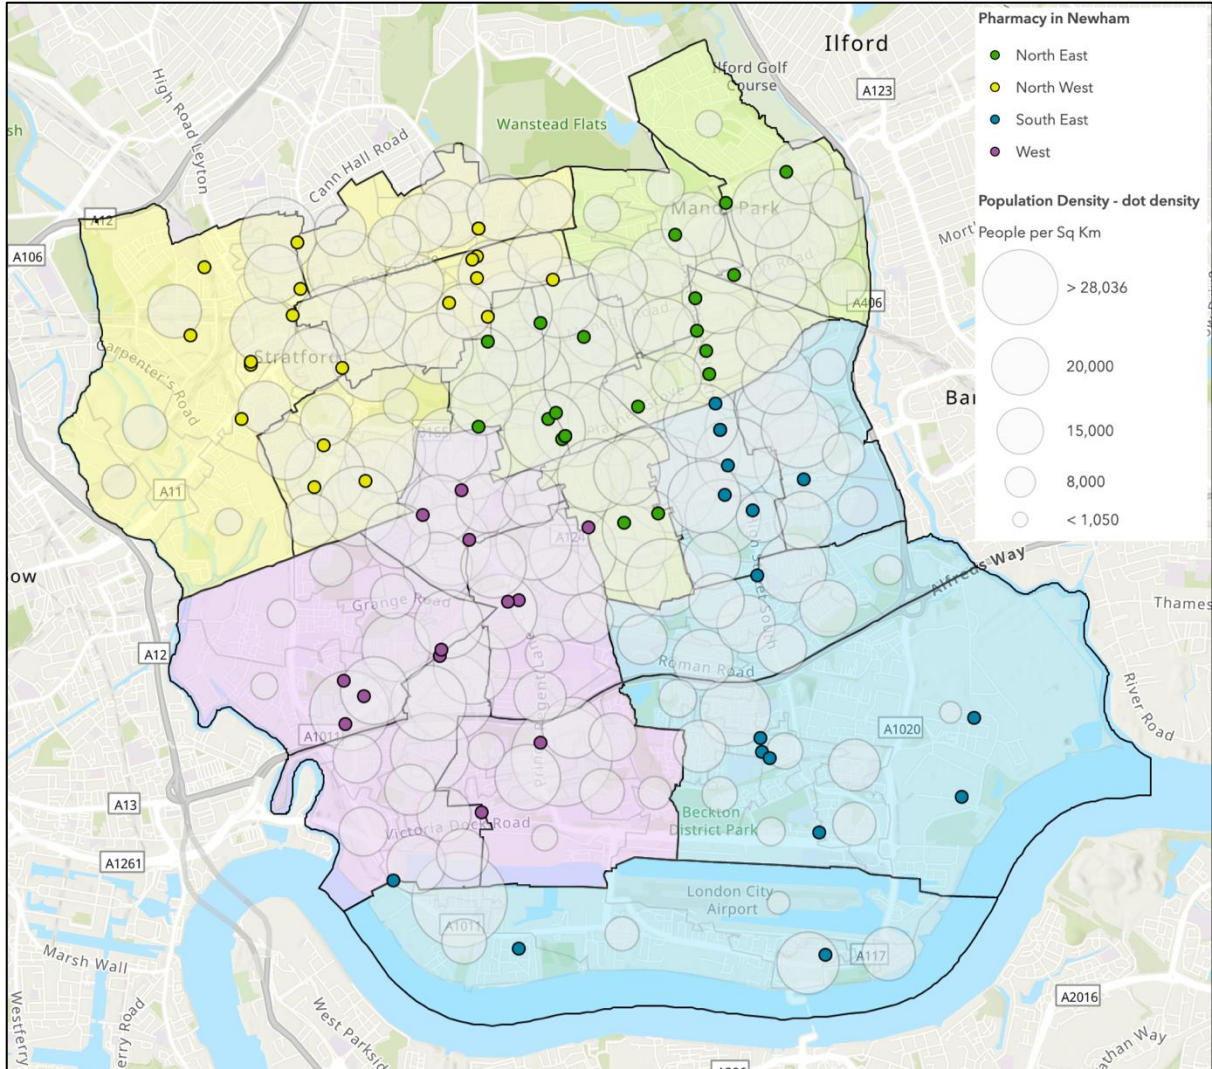 Pharmacy in Newham
North East
North West
South East
West
Population Density - dot density
People per Sq Km
> 28,036
20,000
15,000
8,000
< 1,050
Ilford
Ilford Golf
Course
A123
Wanstead Flats
High Road Leyton
Cann Hall Road
A12
A106
Manor Park
A406
Stratford
Carpenter's Road
A11
A124
Grange Road
Alfreds Way
Thames
Roman Road
A12
A1011
A1020
River Road
A13
Victoria Dock Road
Beckton
District Park
A1261
London City
Airport
A1011
A117
Marsh Wall
A2016
West Parkside
Westferry